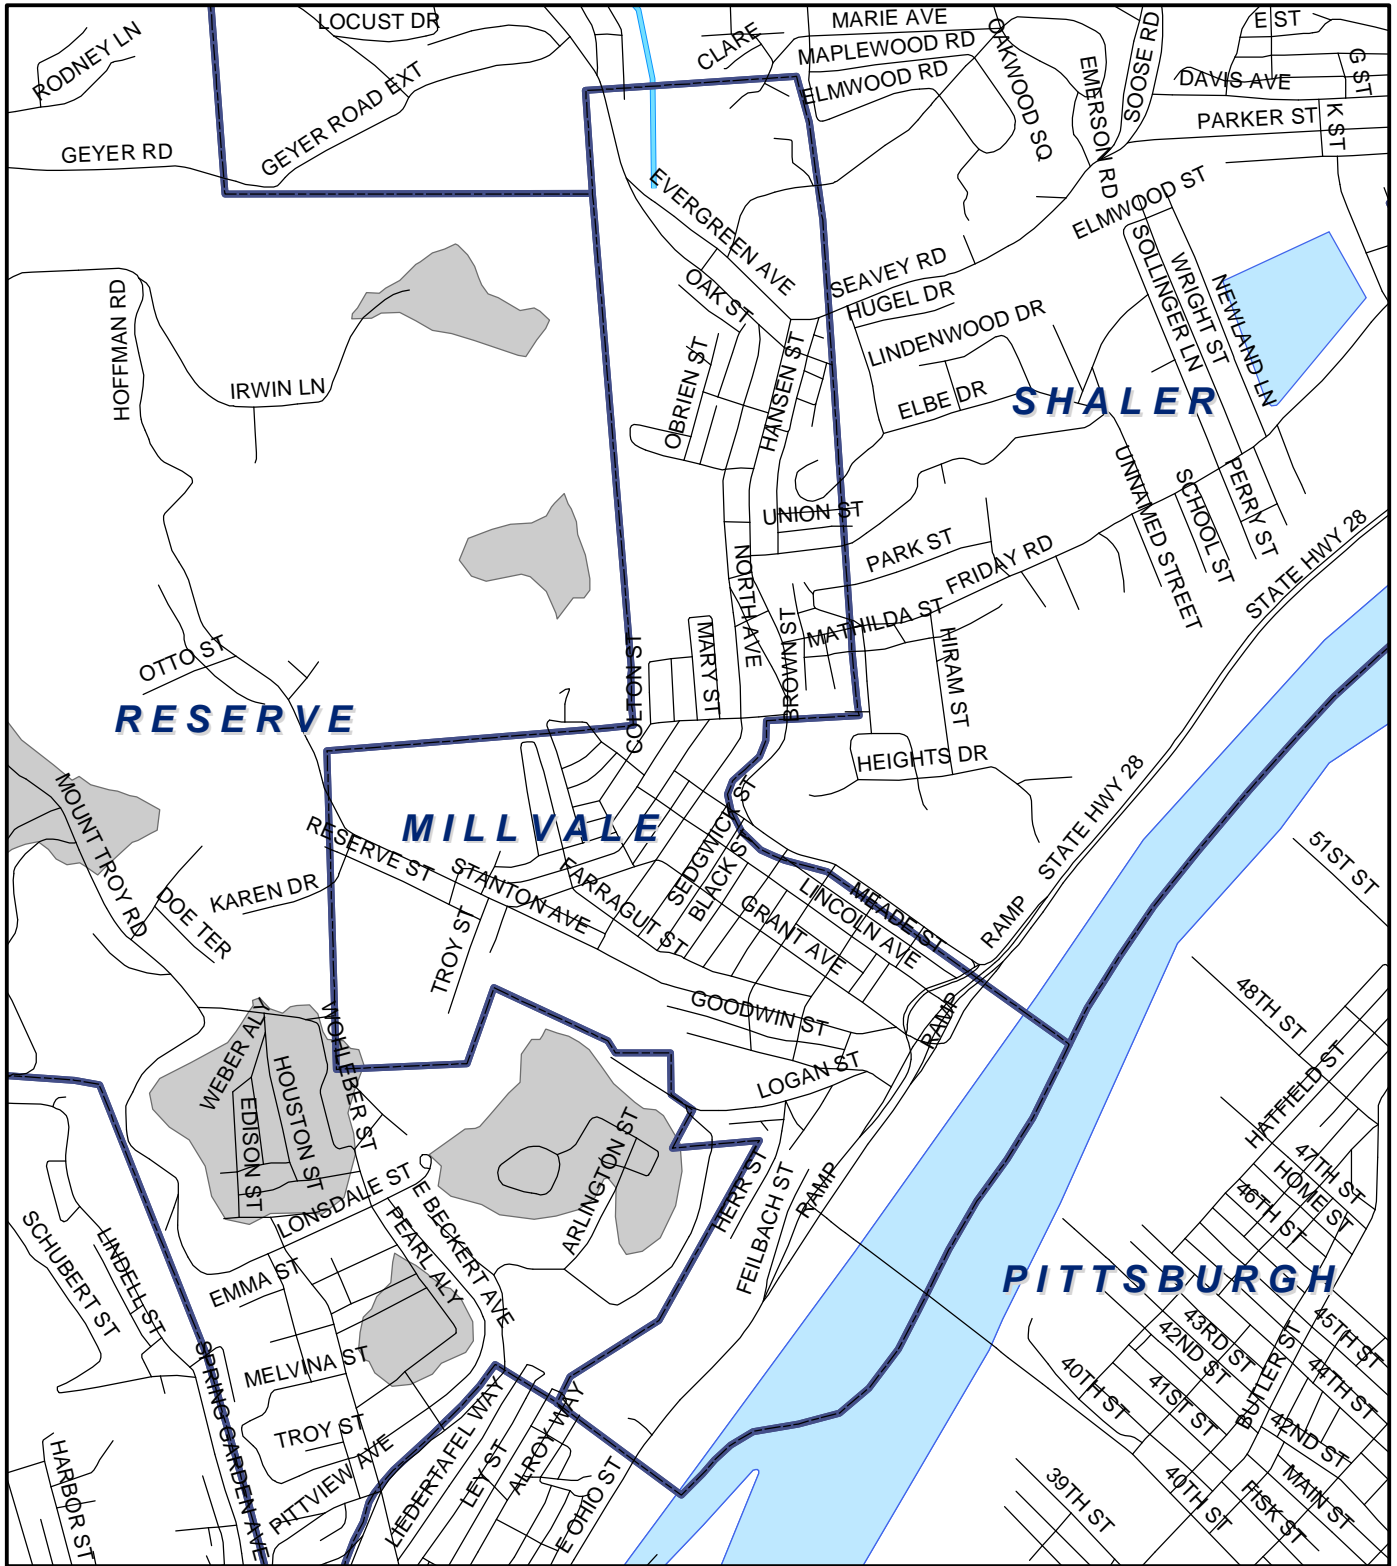 LOCUST DR
MARIE AVE
E ST
RODNEY LN
CLARE
MAPLEWOOD RD
OAKWOOD SQ
SOOSE RD
G ST
GEYER ROAD EXT
ELMWOOD RD
EMERSON RD
DAVIS AVE
PARKER ST
K ST
GEYER RD
EVERGREEN AVE
ELMWOOD ST
SOLLINGER LN
WRIGHT ST
NEWLAND LN
SEAVEY RD
HUGEL DR
OAK ST
HOFFMAN RD
LINDENWOOD DR
IRWIN LN
OBRIEN ST
HANSEN ST
ELBE DR
SHALER
UNNAMED STREET
SCHOOL ST
PERRY ST
UNION ST
PARK ST
FRIDAY RD
STATE HWY 28
NORTH AVE
MATHILDA ST
OTTO ST
COLTON ST
MARY ST
BROWN ST
HIRAM ST
RESERVE
HEIGHTS DR
STATE HWY 28
MOUNT TROY RD
MILLVALE
SEDGWICK ST
RESERVE ST
STANTON AVE
FARRAGUT ST
BLACK ST
51ST ST
KAREN DR
DOE TER
GRANT AVE
LINCOLN AVE
MEADE ST
RAMP
TROY ST
GOODWIN ST
RAMP
48TH ST
WEBER ALY
WOHLEBER ST
HOUSTON ST
EDISON ST
LOGAN ST
HATFIELD ST
ARLINGTON ST
47TH ST
HOME ST
46TH ST
LONSDALE ST
HERR ST
FEILBACH ST
RAMP
SCHUBERT ST
LINDELL ST
E BECKERT AVE
PEARL ALY
EMMA ST
PITTSBURGH
43RD ST
42ND ST
45TH ST
44TH ST
BUTLER ST
SPRING GARDEN AVE
MELVINA ST
40TH ST
41ST ST
42ND ST
TROY ST
LIEDERTAFEL WAY
LEY ST
ALROY WAY
HARBOR ST
PITTVIEW AVE
E OHIO ST
39TH ST
40TH ST
FISK ST
MAIN ST